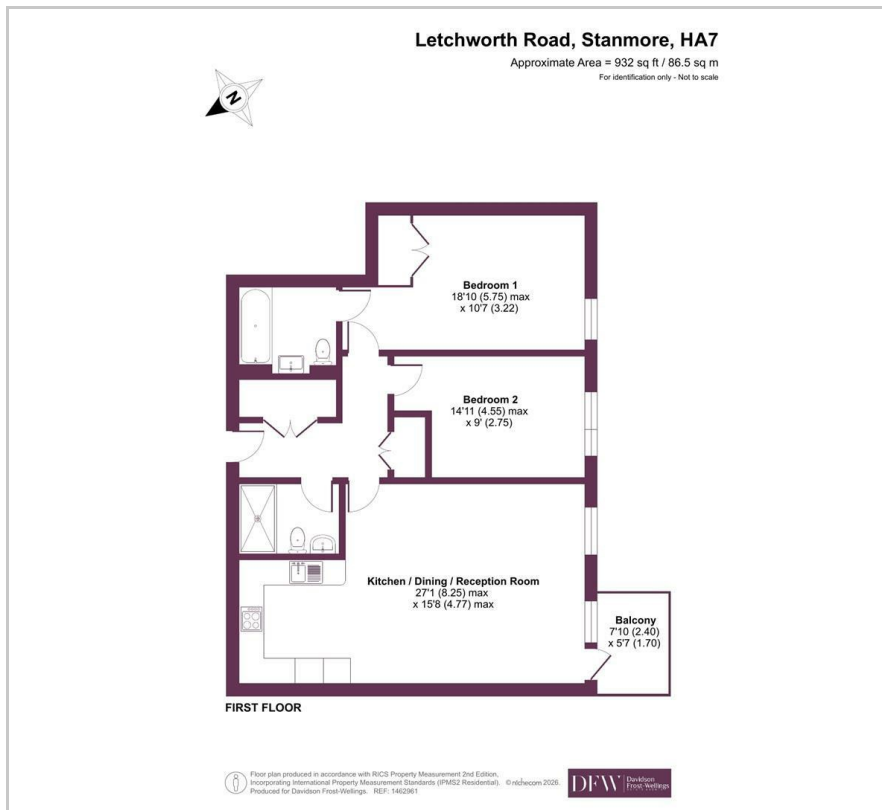 Letchworth Road, Stanmore, HA7
Approximate Area = 932 sq ft / 86.5 sq m
For identification only - Not to scale
N
Bedroom 1
18'10 (5.75) max
x 10'7 (3.22)
Bedroom 2
14'11 (4.55) max
x 9' (2.75)
Kitchen / Dining / Reception Room
27'1 (8.25) max
x 15'8 (4.77) max
Balcony
7'10 (2.40)
x 5'7 (1.70)
FIRST FLOOR
Floor plan produced in accordance with RICS Property Measurement 2nd Edition,
Incorporating International Property Measurement Standards (IPMS2 Residential). © nichecom 2026.
Produced for Davidson Frost-Wellings. REF: 1462961
DFW Davidson
Frost-Wellings